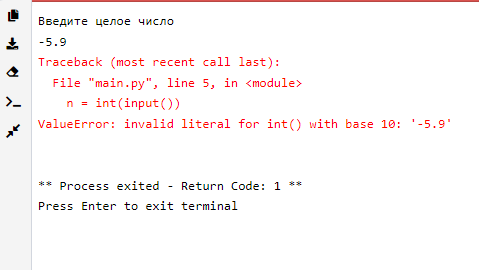 Введите целое число
-5.9
Traceback (most recent call last):
  File "main.py", line 5, in <module>
    n = int(input())
ValueError: invalid literal for int() with base 10: '-5.9'
** Process exited - Return Code: 1 **
Press Enter to exit terminal